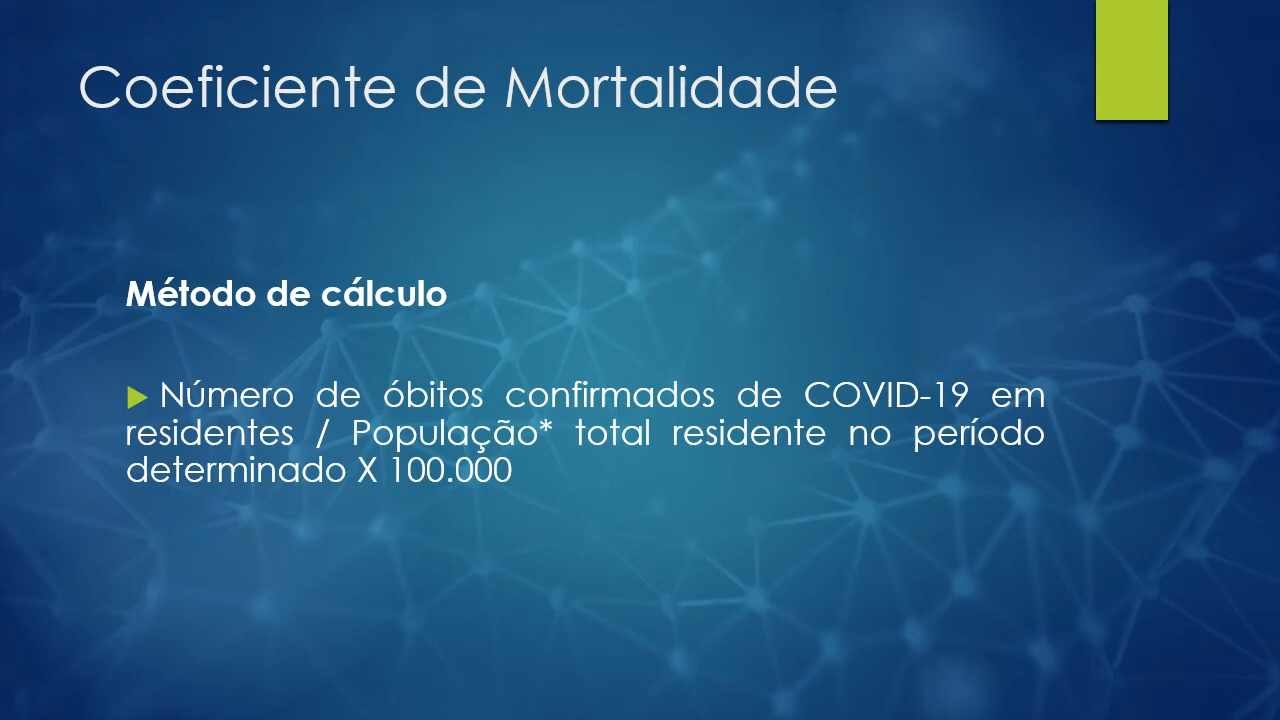 Coeficiente de Mortalidade
Método de cálculo
Número de óbitos confirmados de COVID-19 em
residentes / População* total residente no período
determinado X 100.000